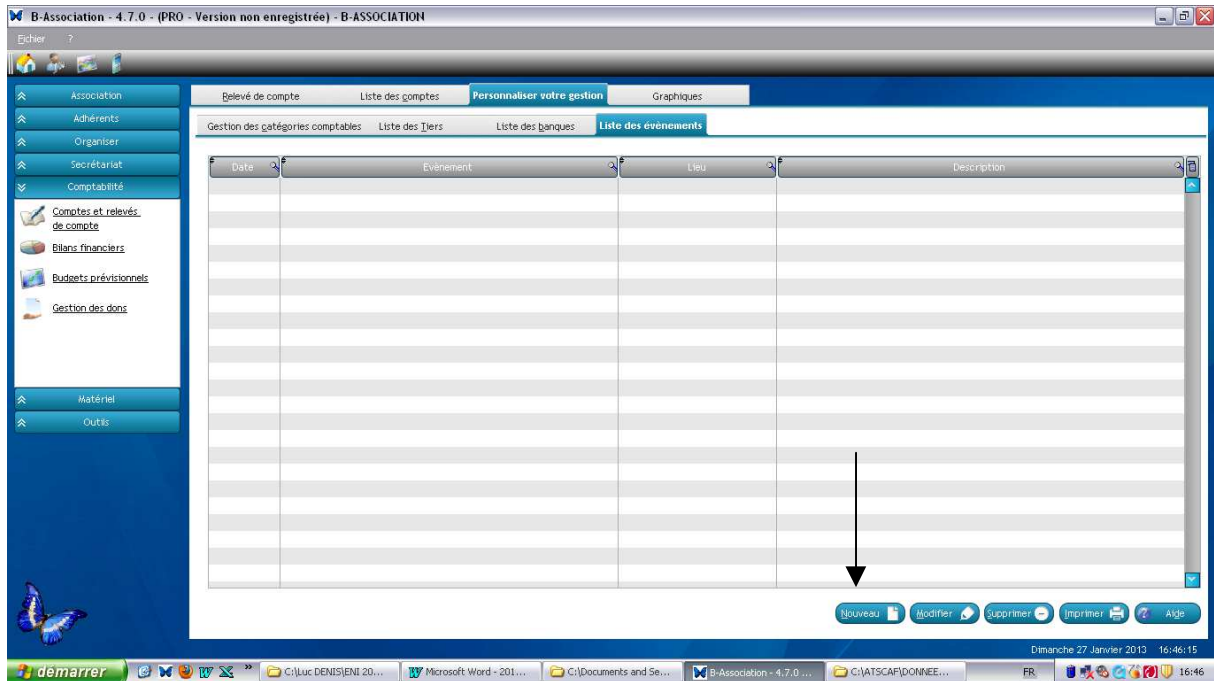 B-Association - 4.7.0 - (PRO - Version non enregistrée) - B-ASSOCIATION
Fichier ?
Association
Adhérents
Organiser
Secrétariat
Comptabilité
Comptes et relevés
de compte
Bilans financiers
Budgets prévisionnels
Gestion des dons
Matériel
Outils
Relevé de compte Liste des comptes Personnaliser votre gestion Graphiques
Gestion des catégories comptables Liste des Tiers Liste des banques Liste des évènements
Date Evènement Lieu Description
Nouveau Modifier Supprimer Imprimer Aide
Dimanche 27 Janvier 2013 16:46:15
démarrer » C:\Luc DENIS\ENI 20... Microsoft Word - 201... C:\Documents and Se... B-Association - 4.7.0 ... C:\ATSCAF\DONNEE... FR 16:46